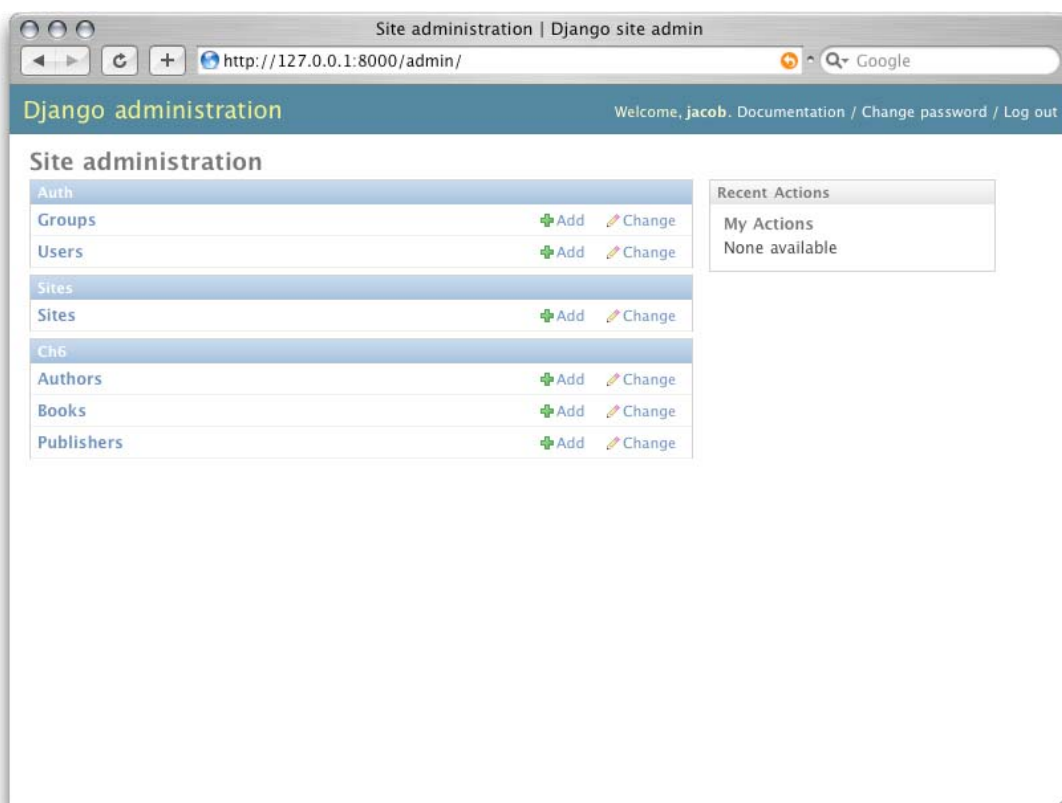 Site administration | Django site admin
http://127.0.0.1:8000/admin/
Google
Django administration
Welcome, jacob. Documentation / Change password / Log out
Site administration
Auth
Groups Add Change
Users Add Change
Sites
Sites Add Change
Ch6
Authors Add Change
Books Add Change
Publishers Add Change
Recent Actions
My Actions
None available